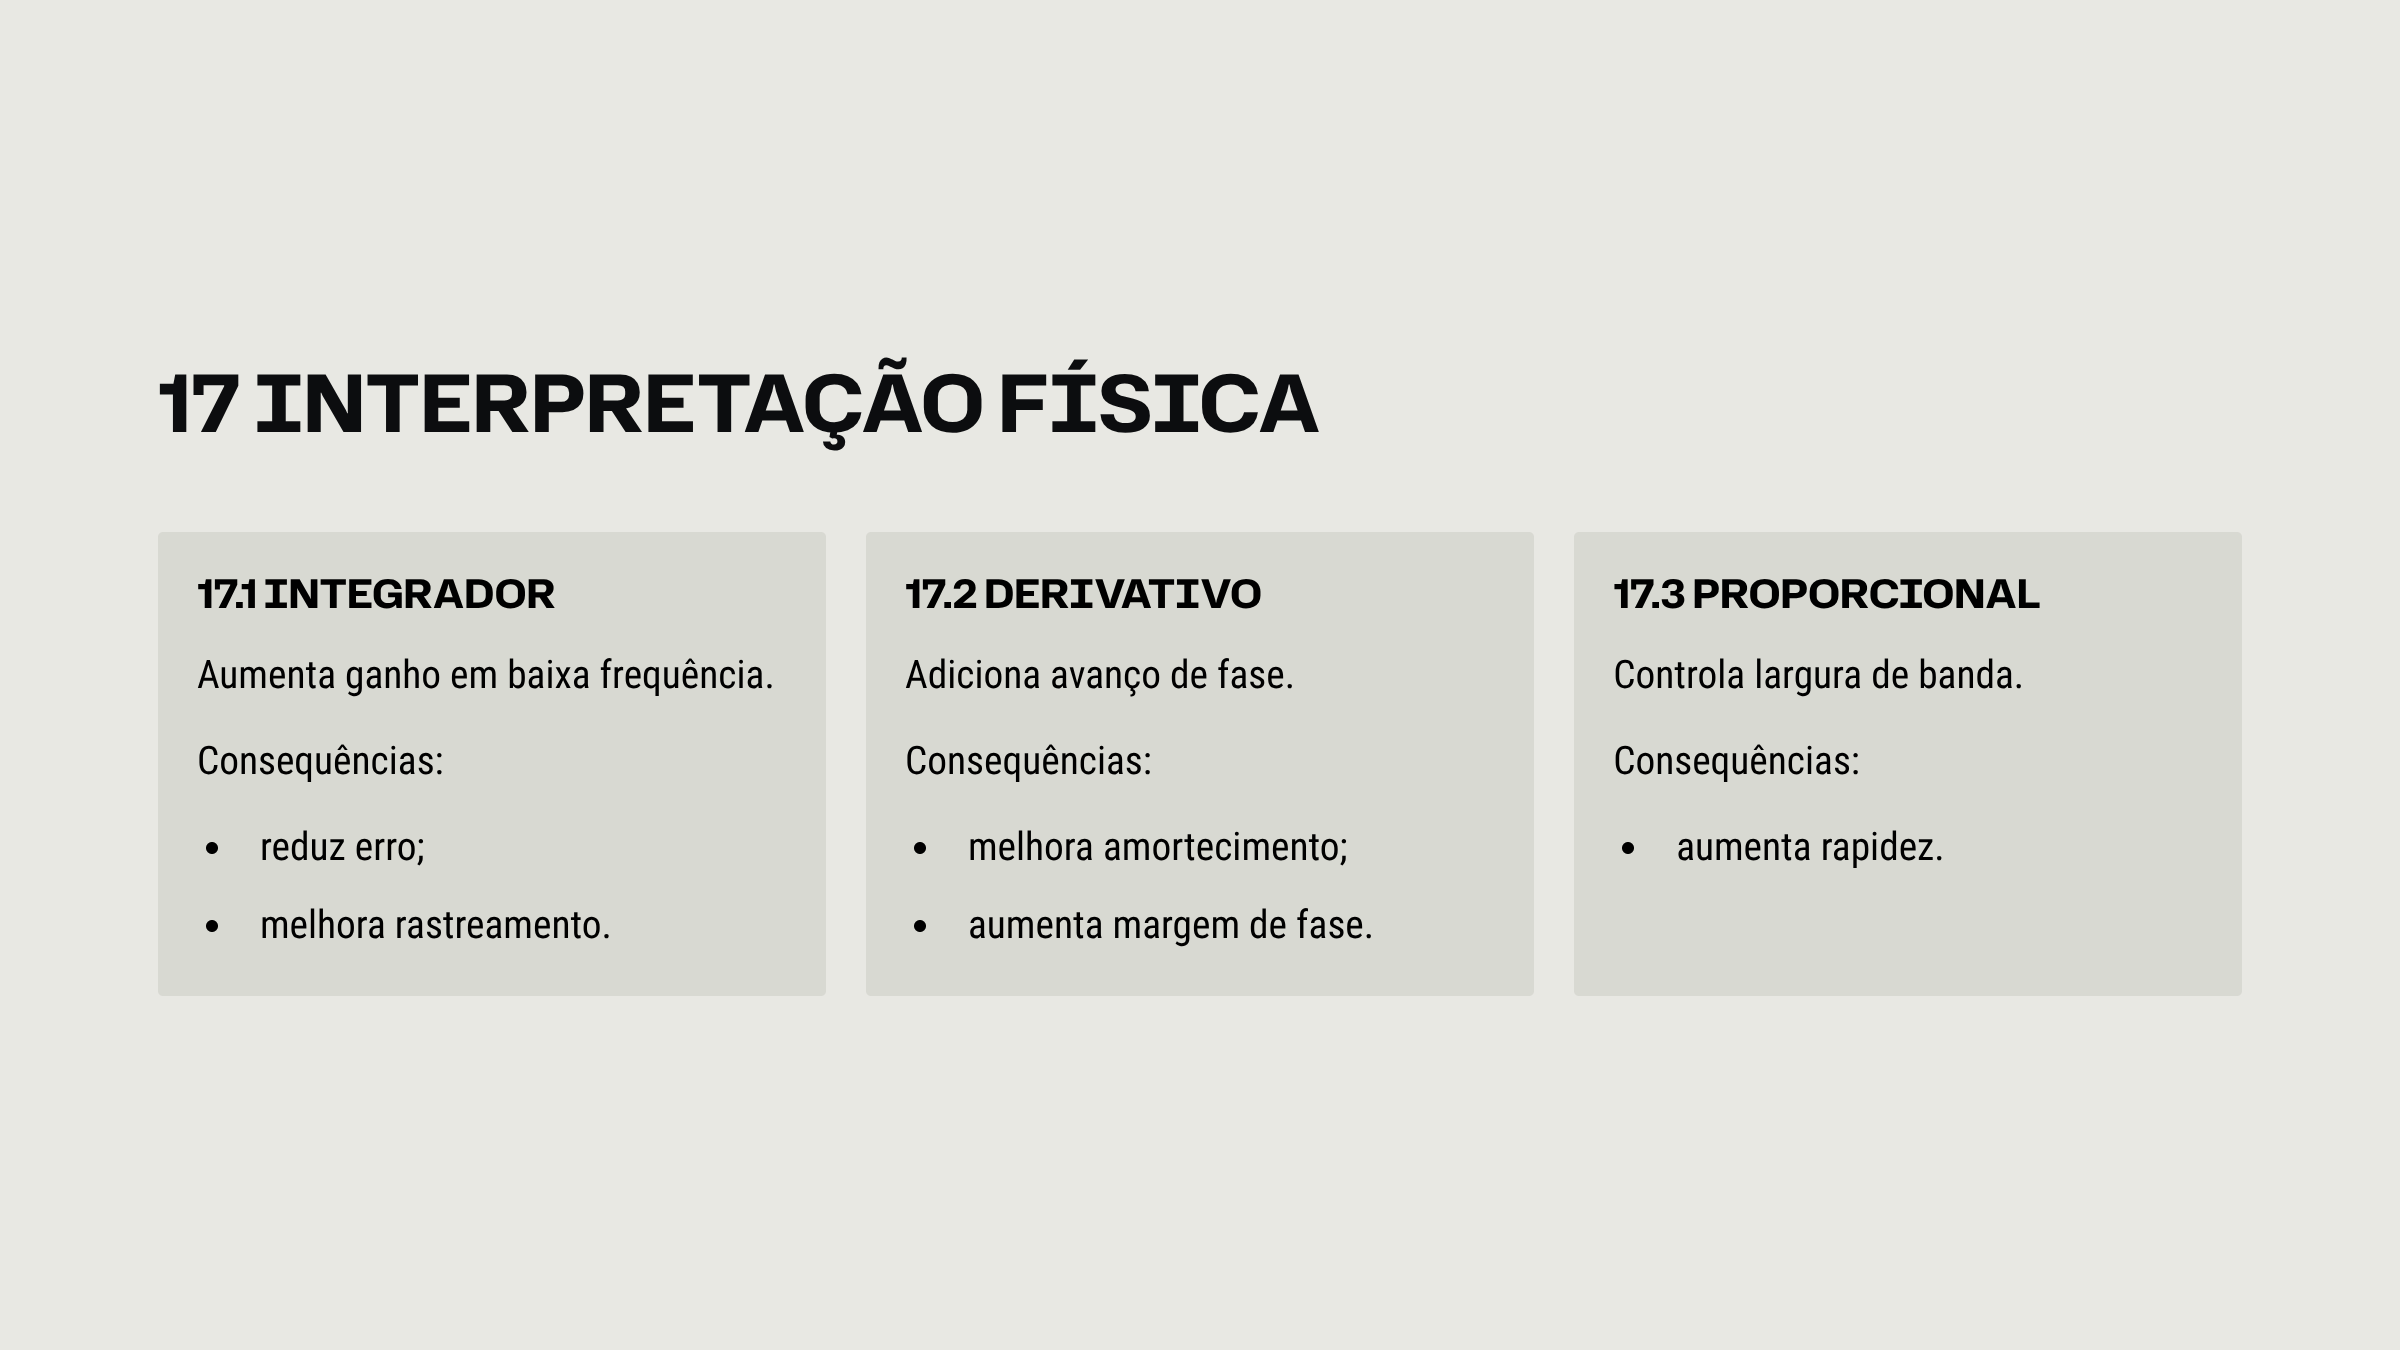 17 INTERPRETAÇÃO FÍSICA
17.1 INTEGRADOR
Aumenta ganho em baixa frequência.
Consequências:
• reduz erro;
• melhora rastreamento.
17.2 DERIVATIVO
Adiciona avanço de fase.
Consequências:
• melhora amortecimento;
• aumenta margem de fase.
17.3 PROPORCIONAL
Controla largura de banda.
Consequências:
• aumenta rapidez.